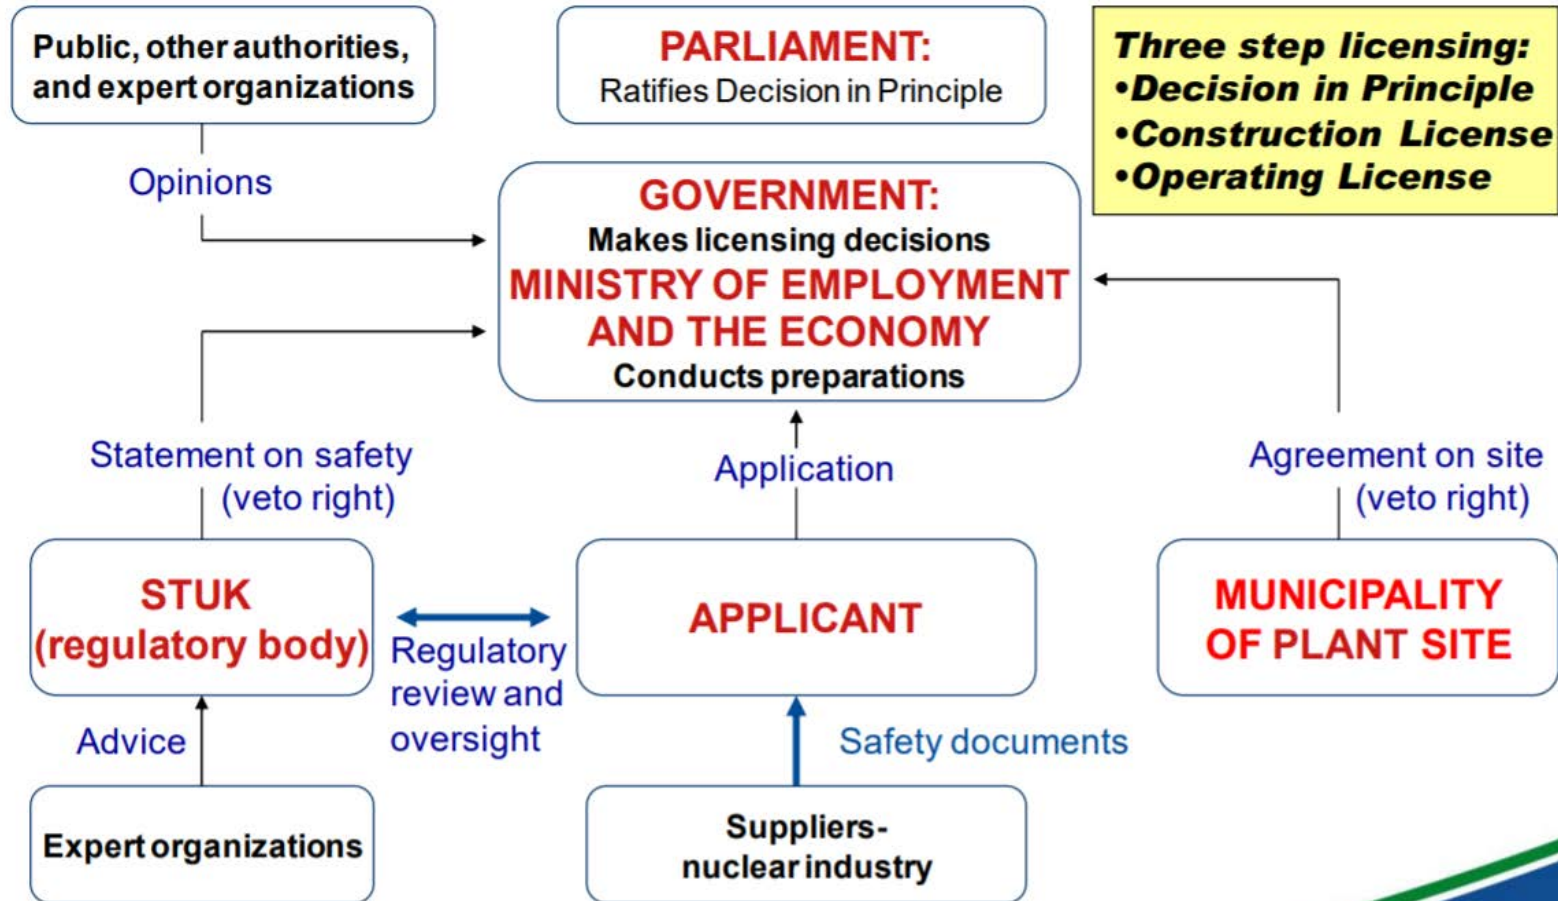 Public, other authorities,
and expert organizations
PARLIAMENT:
Ratifies Decision in Principle
Three step licensing:
•Decision in Principle
•Construction License
•Operating License
Opinions
GOVERNMENT:
Makes licensing decisions
MINISTRY OF EMPLOYMENT
AND THE ECONOMY
Conducts preparations
Statement on safety
(veto right)
Application
Agreement on site
(veto right)
STUK
(regulatory body)
Regulatory
review and
oversight
APPLICANT
MUNICIPALITY
OF PLANT SITE
Advice
Safety documents
Expert organizations
Suppliers-
nuclear industry